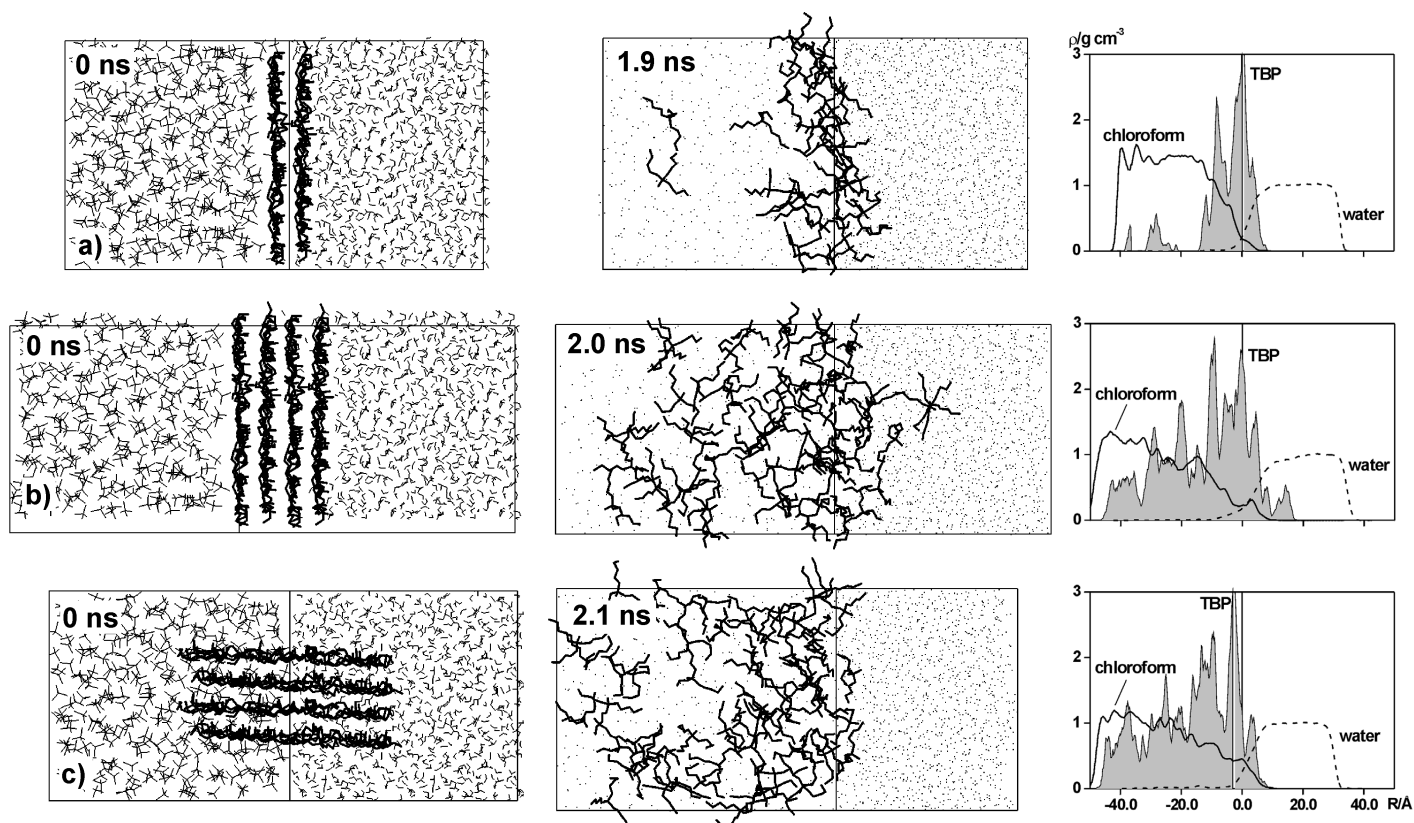 0 ns
a)
1.9 ns
ρ/g cm⁻³
3
TBP
2
chloroform
1
water
0
0 ns
b)
2.0 ns
3
TBP
2
chloroform
1
water
0
0 ns
c)
2.1 ns
3
TBP
2
chloroform
1
water
0
-40.0 -20.0 0.0 20.0 40.0 R/Å